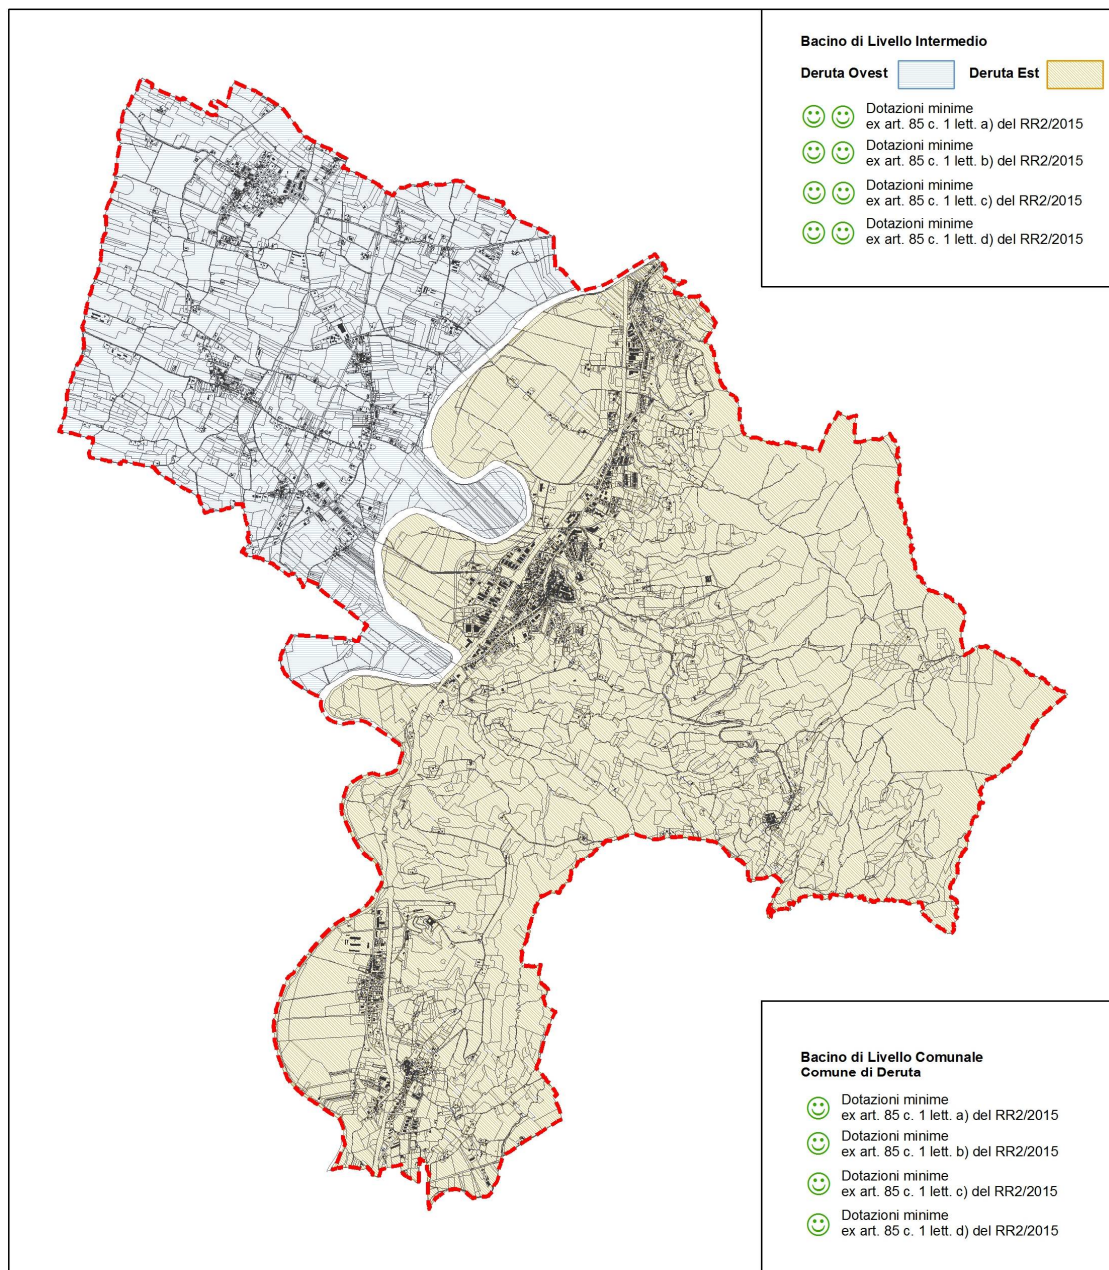 Bacino di Livello Intermedio
Deruta Ovest Deruta Est
Dotazioni minime
ex art. 85 c. 1 lett. a) del RR2/2015
Dotazioni minime
ex art. 85 c. 1 lett. b) del RR2/2015
Dotazioni minime
ex art. 85 c. 1 lett. c) del RR2/2015
Dotazioni minime
ex art. 85 c. 1 lett. d) del RR2/2015
Bacino di Livello Comunale
Comune di Deruta
Dotazioni minime
ex art. 85 c. 1 lett. a) del RR2/2015
Dotazioni minime
ex art. 85 c. 1 lett. b) del RR2/2015
Dotazioni minime
ex art. 85 c. 1 lett. c) del RR2/2015
Dotazioni minime
ex art. 85 c. 1 lett. d) del RR2/2015